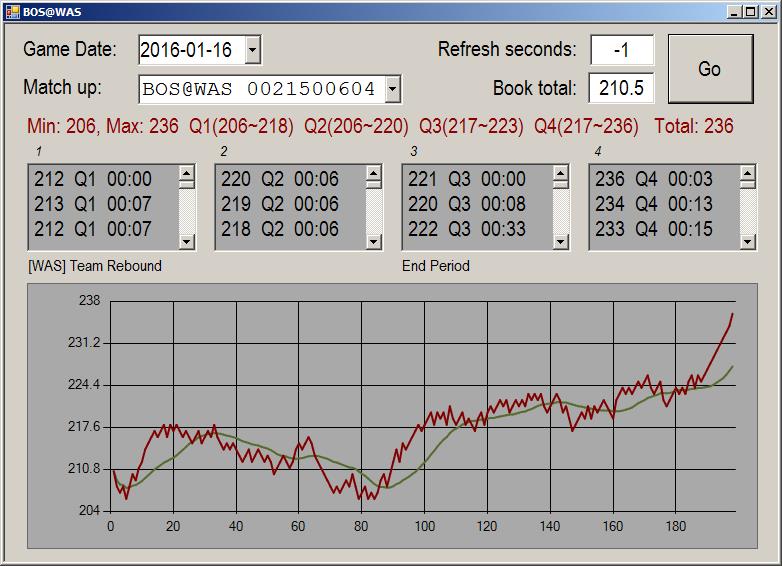 BOS@WAS
Game Date: 2016-01-16 Refresh seconds: -1
Go
Match up: BOS@WAS 0021500604 Book total: 210.5
Min: 206, Max: 236 Q1(206~218) Q2(206~220) Q3(217~223) Q4(217~236) Total: 236
1 2 3 4
212 Q1 00:00 220 Q2 00:06 221 Q3 00:00 236 Q4 00:03
213 Q1 00:07 219 Q2 00:06 220 Q3 00:08 234 Q4 00:13
212 Q1 00:07 218 Q2 00:06 222 Q3 00:33 233 Q4 00:15
[WAS] Team Rebound End Period
238
231.2
224.4
217.6
210.8
204
0 20 40 60 80 100 120 140 160 180